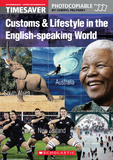 TIMESAVER
PHOTOCOPIABLE
Customs & Lifestyle in the
English-speaking World
South Africa
Australia
New Zealand
SCHOLASTIC